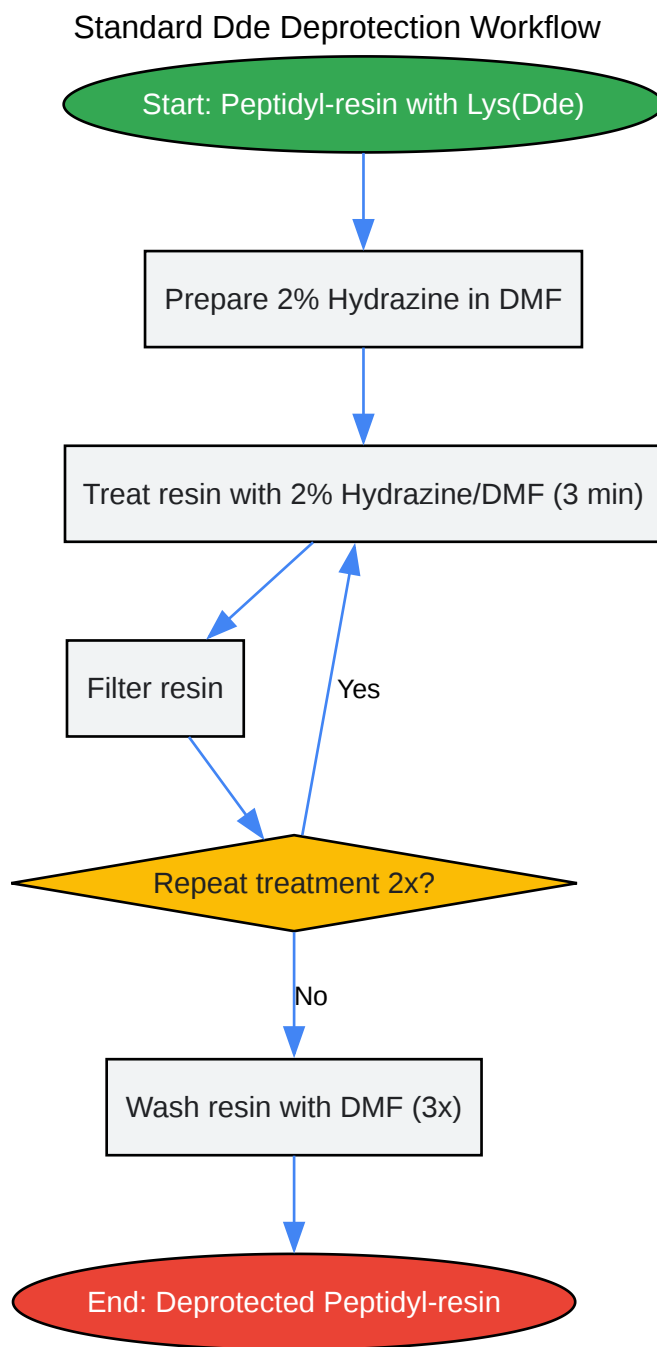 Standard Dde Deprotection Workflow
Start: Peptidyl-resin with Lys(Dde)
Prepare 2% Hydrazine in DMF
Treat resin with 2% Hydrazine/DMF (3 min)
Filter resin
Yes
Repeat treatment 2x?
No
Wash resin with DMF (3x)
End: Deprotected Peptidyl-resin